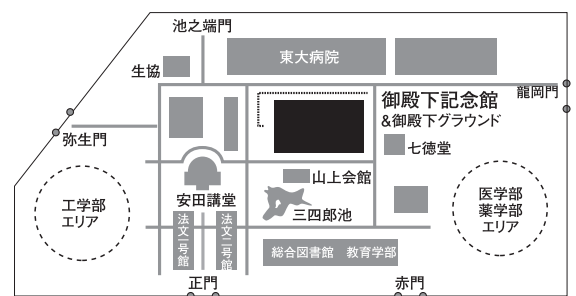 池之端門
東大病院
生協
御殿下記念館
&御殿下グラウンド
龍岡門
弥生門
七徳堂
山上会館
工学部
エリア
安田講堂
三四郎池
医学部
薬学部
エリア
法文一号館
法文二号館
総合図書館 教育学部
正門
赤門